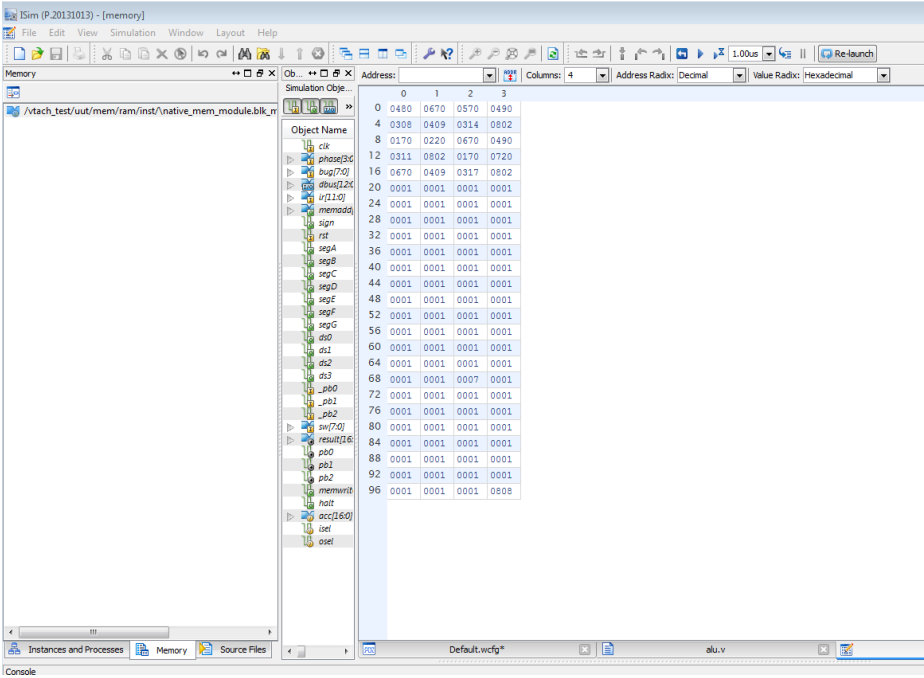 ISim (P.20131013) - [memory]
File Edit View Simulation Window Layout Help
1.00us Re-launch
Memory
Ob...
Address: Columns: 4 Address Radix: Decimal Value Radix: Hexadecimal
Simulation Obje...
/vtach_test/uut/mem/ram/inst/\native_mem_module.blk_m
»
Object Name
clk
phase[3:0
bug[7:0]
dbus[12:0
ir[11:0]
memadd[
sign
rst
segA
segB
segC
segD
segE
segF
segG
ds0
ds1
ds2
ds3
_pb0
_pb1
_pb2
sw[7:0]
result[16:
pb0
pb1
pb2
memwrit
halt
acc[16:0]
isel
osel
0 1 2 3
0 0480 0670 0570 0490
4 0308 0409 0314 0802
8 0170 0220 0670 0490
12 0311 0802 0170 0720
16 0670 0409 0317 0802
20 0001 0001 0001 0001
24 0001 0001 0001 0001
28 0001 0001 0001 0001
32 0001 0001 0001 0001
36 0001 0001 0001 0001
40 0001 0001 0001 0001
44 0001 0001 0001 0001
48 0001 0001 0001 0001
52 0001 0001 0001 0001
56 0001 0001 0001 0001
60 0001 0001 0001 0001
64 0001 0001 0001 0001
68 0001 0001 0007 0001
72 0001 0001 0001 0001
76 0001 0001 0001 0001
80 0001 0001 0001 0001
84 0001 0001 0001 0001
88 0001 0001 0001 0001
92 0001 0001 0001 0001
96 0001 0001 0001 0808
Instances and Processes Memory Source Files
Default.wcfg* alu.v
Console